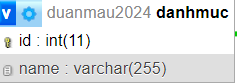 v duanmau2024 danhmuc
id : int(11)
name : varchar(255)